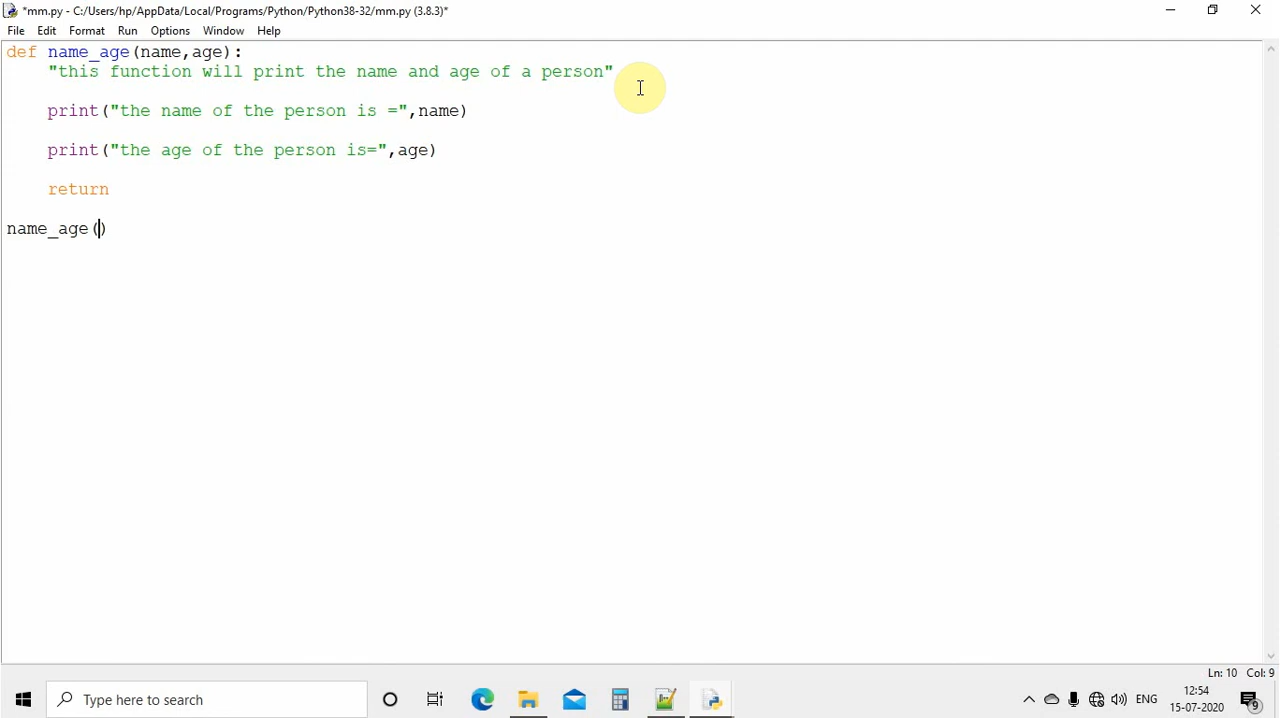 *mm.py - C:/Users/hp/AppData/Local/Programs/Python/Python38-32/mm.py (3.8.3)*
File Edit Format Run Options Window Help
def name_age(name,age):
    "this function will print the name and age of a person"
    print("the name of the person is =",name)
    print("the age of the person is=",age)
    return
name_age()
Ln: 10 Col: 9
Type here to search
ENG
12:54
15-07-2020
9